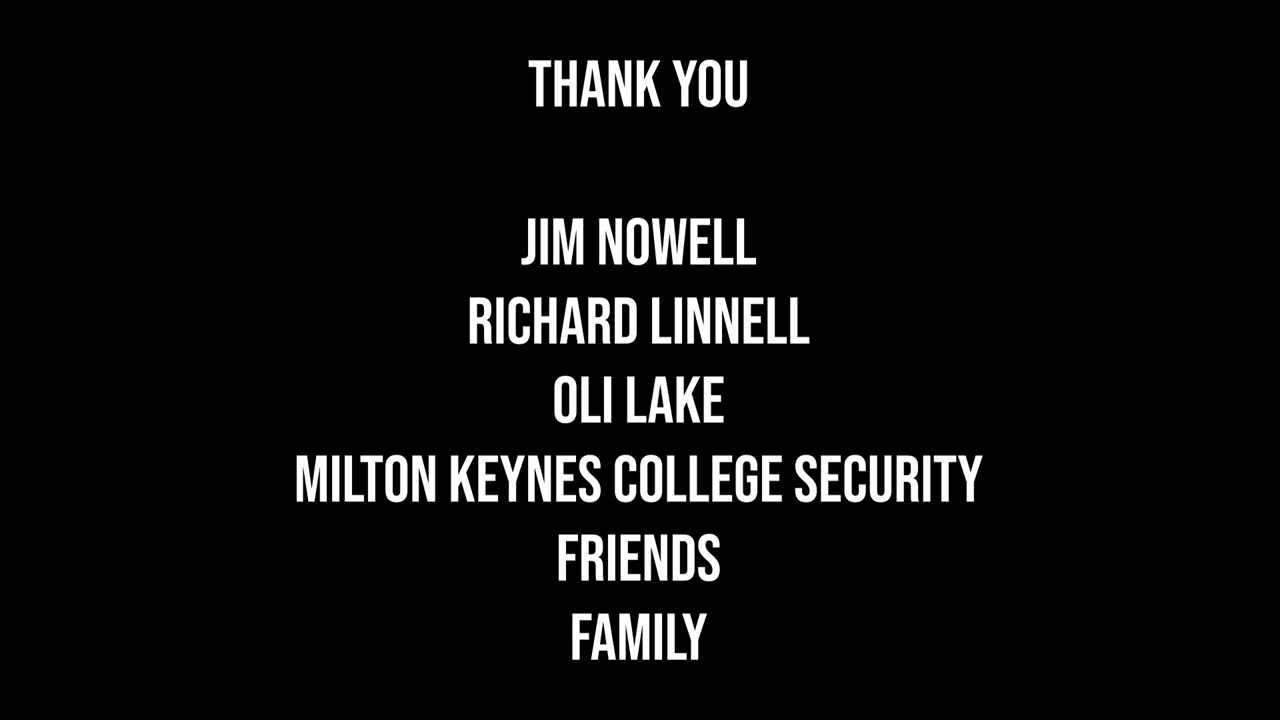 THANK YOU
JIM NOWELL
RICHARD LINNELL
OLI LAKE
MILTON KEYNES COLLEGE SECURITY
FRIENDS
FAMILY